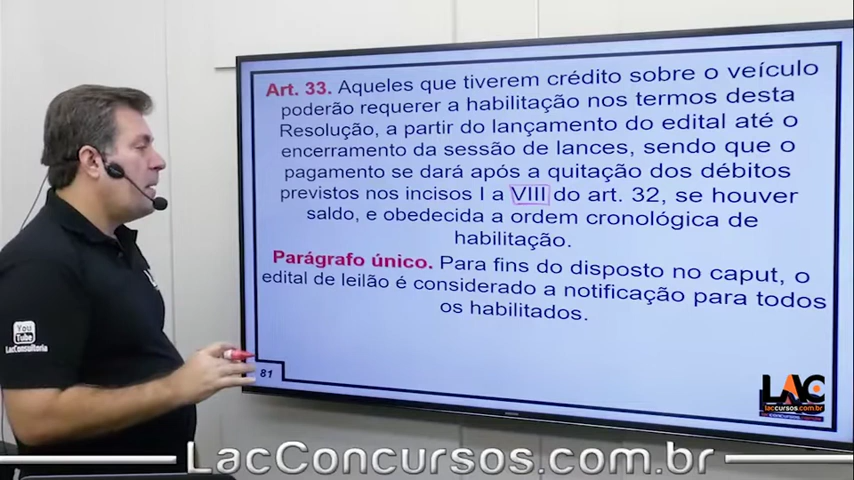 Art. 33. Aqueles que tiverem crédito sobre o veículo
poderão requerer a habilitação nos termos desta
Resolução, a partir do lançamento do edital até o
encerramento da sessão de lances, sendo que o
pagamento se dará após a quitação dos débitos
previstos nos incisos I a VIII do art. 32, se houver
saldo, e obedecida a ordem cronológica de
habilitação.
Parágrafo único. Para fins do disposto no caput, o
edital de leilão é considerado a notificação para todos
os habilitados.
81
LAC
laccursos.com.br
You
Tube
LacConsultoria
LacConcursos.com.br